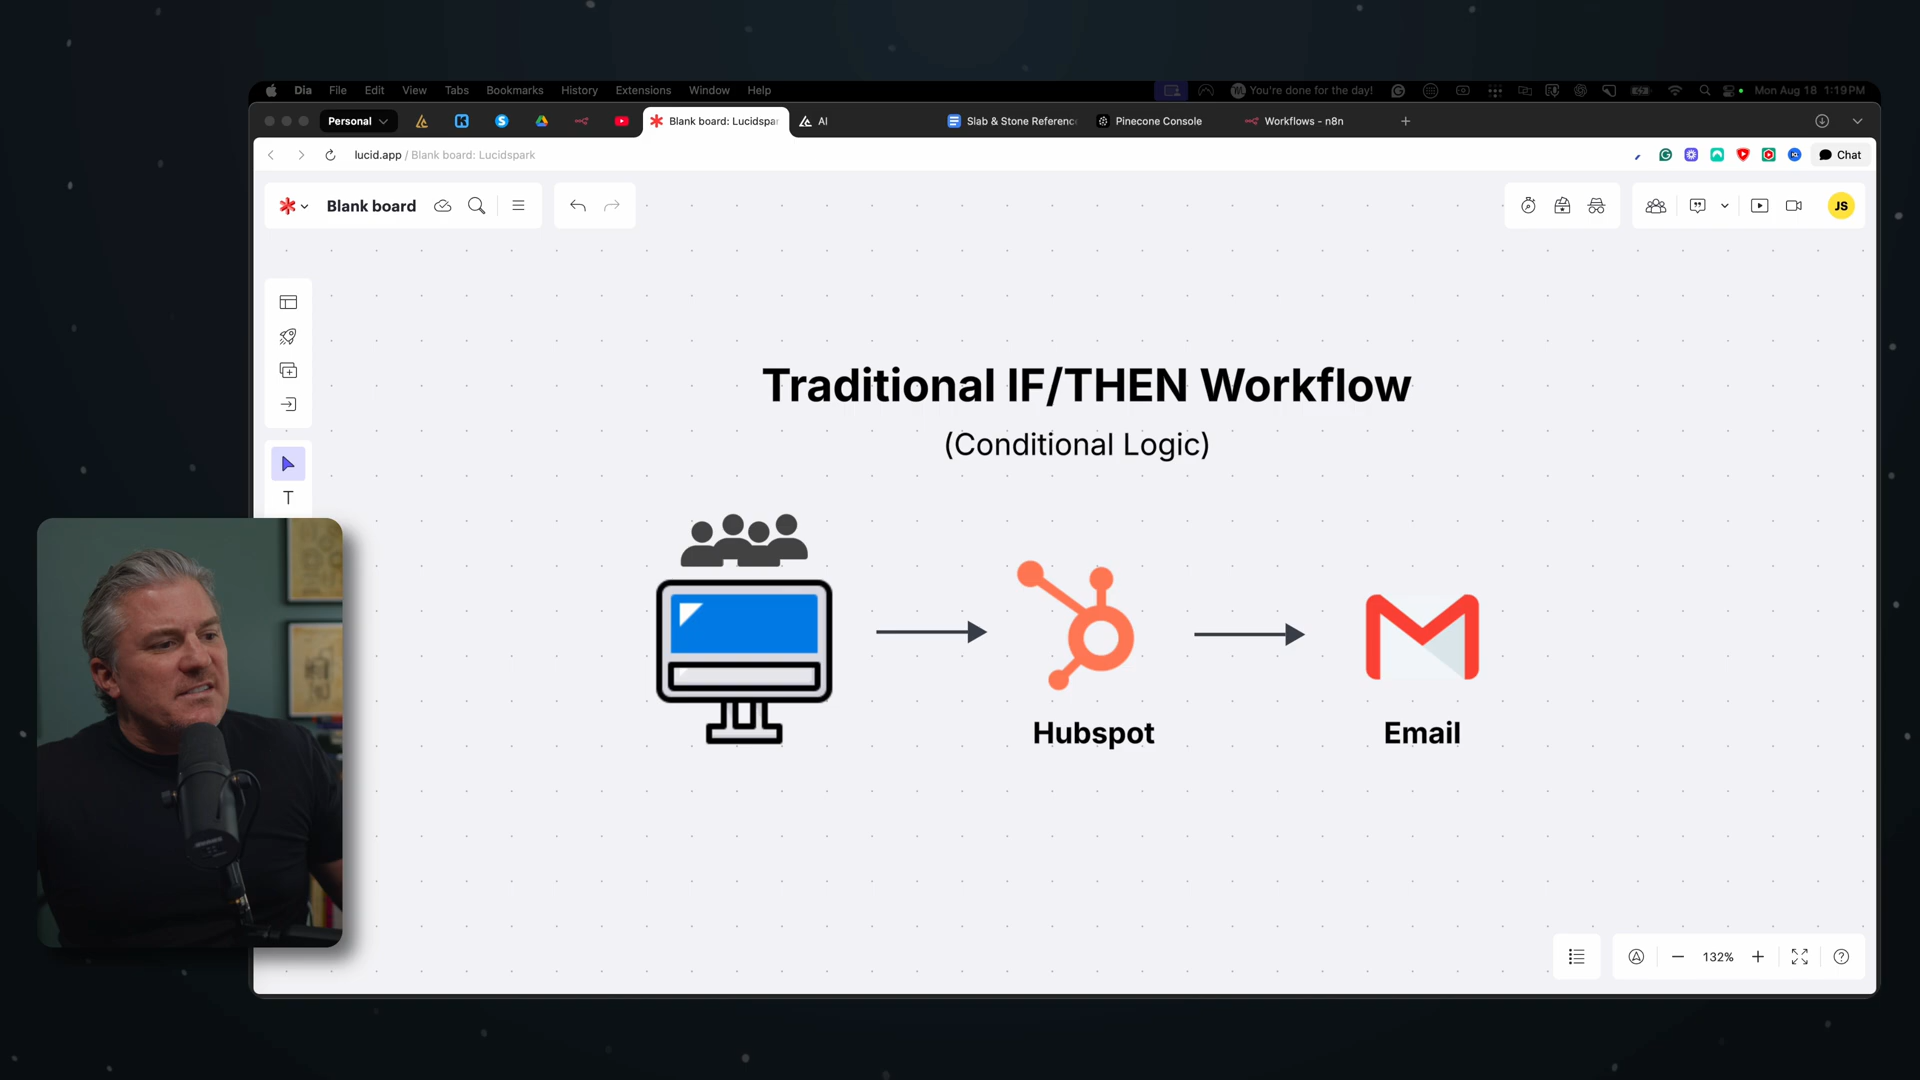 Dia File Edit View Tabs Bookmarks History Extensions Window Help You're done for the day! Mon Aug 18 1:19 PM
Personal Blank board: Lucidspar AI Slab & Stone Referenc Pinecone Console Workflows - n8n
lucid.app / Blank board: Lucidspark Chat
Blank board JS
Traditional IF/THEN Workflow
(Conditional Logic)
T
Hubspot Email
132%